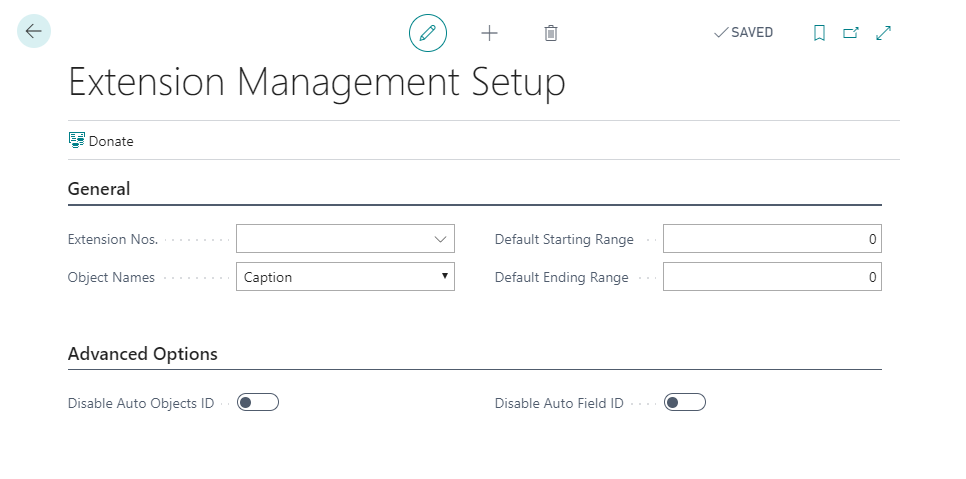 SAVED
Extension Management Setup
Donate
General
Extension Nos.
Default Starting Range 0
Object Names Caption
Default Ending Range 0
Advanced Options
Disable Auto Objects ID
Disable Auto Field ID